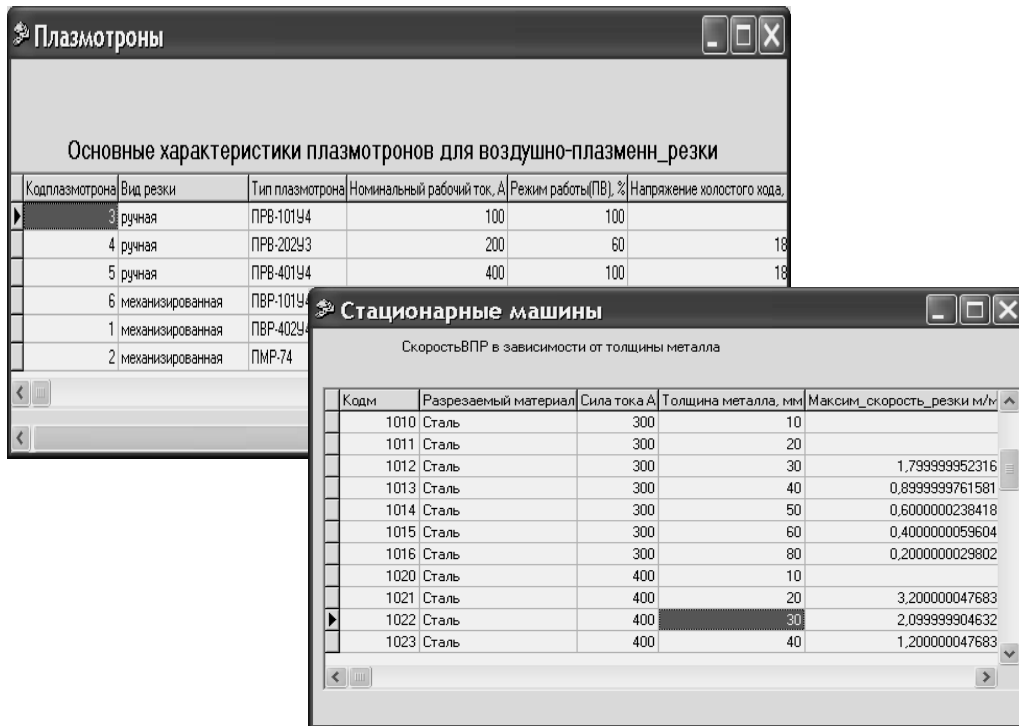 Плазмотроны
Основные характеристики плазмотронов для воздушно-плазменн_резки
Кодплазмотрона Вид резки Тип плазмотрона Номинальный рабочий ток, А Режим работы(ПВ), % Напряжение холостого хода,
3 ручная ПРВ-101У4 100 100
4 ручная ПРВ-202У3 200 60 18
5 ручная ПРВ-401У4 400 100 18
6 механизированная ПВР-101У4
1 механизированная ПВР-402У4
2 механизированная ПМР-74
Стационарные машины
СкоростьВПР в зависимости от толщины металла
Кодм Разрезаемый материал Сила тока А Толщина металла, мм Максим_скорость_резки м/м
1010 Сталь 300 10
1011 Сталь 300 20
1012 Сталь 300 30 1,799999952316
1013 Сталь 300 40 0,8999999761581
1014 Сталь 300 50 0,6000000238418
1015 Сталь 300 60 0,4000000059604
1016 Сталь 300 80 0,2000000029802
1020 Сталь 400 10
1021 Сталь 400 20 3,200000047683
1022 Сталь 400 30 2,099999904632
1023 Сталь 400 40 1,200000047683